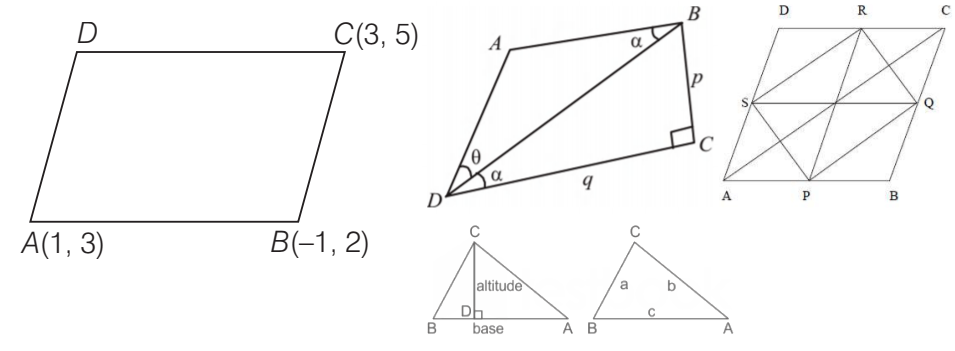 D
C(3, 5)
A(1, 3)
B(–1, 2)
B
A
α
p
θ
α
C
q
D
D R C
S Q
A P B
C
altitude
D
B base A
C
a b
c
B A